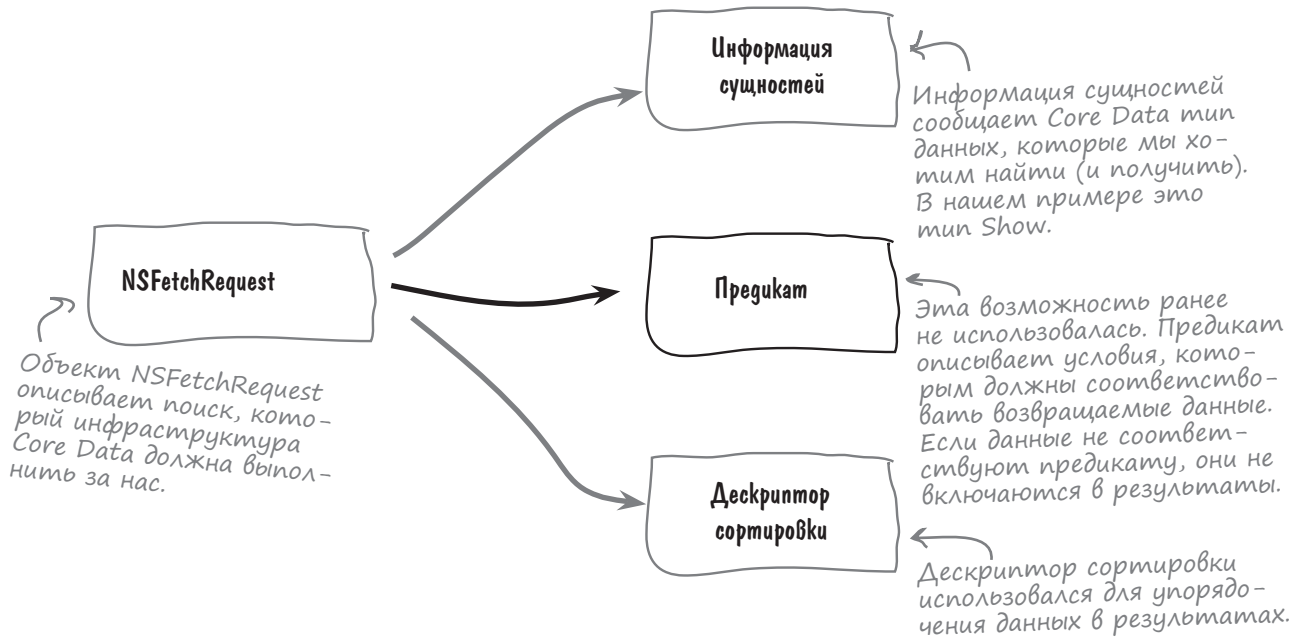 Информация
сущностей
Информация сущностей
сообщает Core Data тип
данных, которые мы хо-
тим найти (и получить).
В нашем примере это
тип Show.
NSFetchRequest
Объект NSFetchRequest
описывает поиск, кото-
рый инфраструктура
Core Data должна выпол-
нить за нас.
Предикат
Эта возможность ранее
не использовалась. Предикат
описывает условия, кото-
рым должны соответство-
вать возвращаемые данные.
Если данные не соответ-
ствуют предикату, они не
включаются в результаты.
Дескриптор
сортировки
Дескриптор сортировки
использовался для упорядо-
чения данных в результатах.